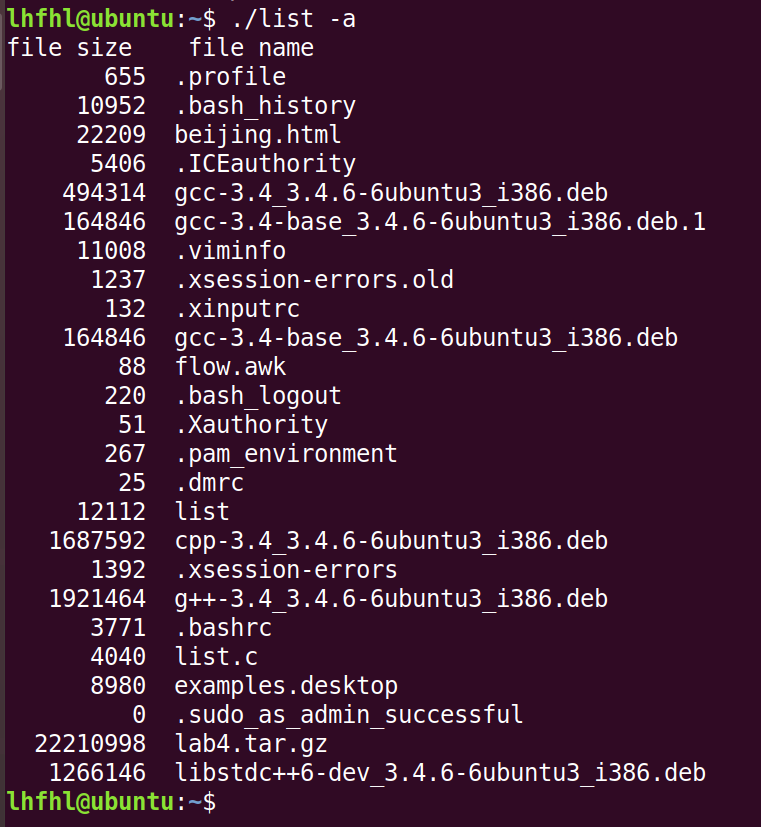 lhfhl@ubuntu:~$ ./list -a
file size    file name
       655  .profile
     10952  .bash_history
     22209  beijing.html
      5406  .ICEauthority
    494314  gcc-3.4_3.4.6-6ubuntu3_i386.deb
    164846  gcc-3.4-base_3.4.6-6ubuntu3_i386.deb.1
     11008  .viminfo
      1237  .xsession-errors.old
       132  .xinputrc
    164846  gcc-3.4-base_3.4.6-6ubuntu3_i386.deb
        88  flow.awk
       220  .bash_logout
        51  .Xauthority
       267  .pam_environment
        25  .dmrc
     12112  list
   1687592  cpp-3.4_3.4.6-6ubuntu3_i386.deb
      1392  .xsession-errors
   1921464  g++-3.4_3.4.6-6ubuntu3_i386.deb
      3771  .bashrc
      4040  list.c
      8980  examples.desktop
         0  .sudo_as_admin_successful
  22210998  lab4.tar.gz
   1266146  libstdc++6-dev_3.4.6-6ubuntu3_i386.deb
lhfhl@ubuntu:~$